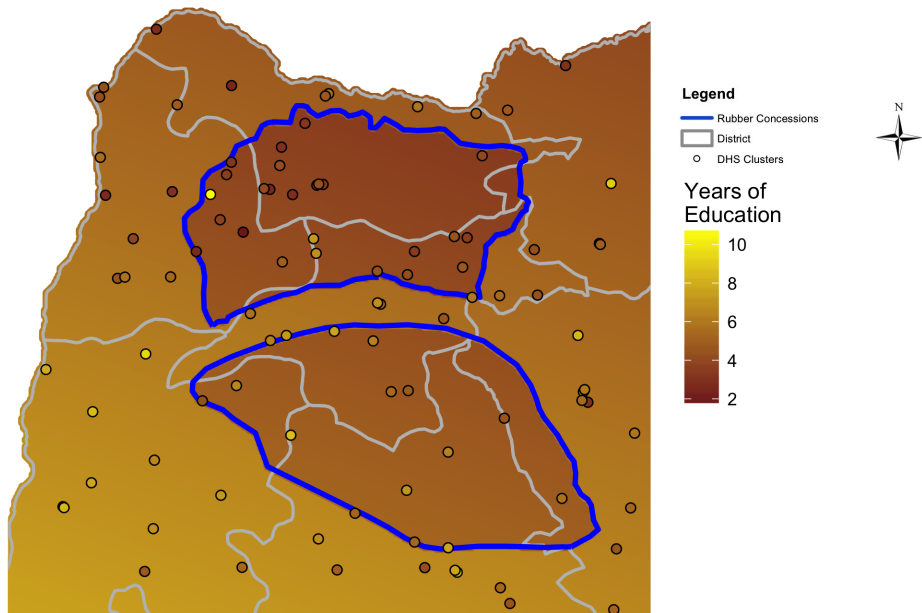 Legend
Rubber Concessions
District
DHS Clusters
N
Years of
Education
10
8
6
4
2